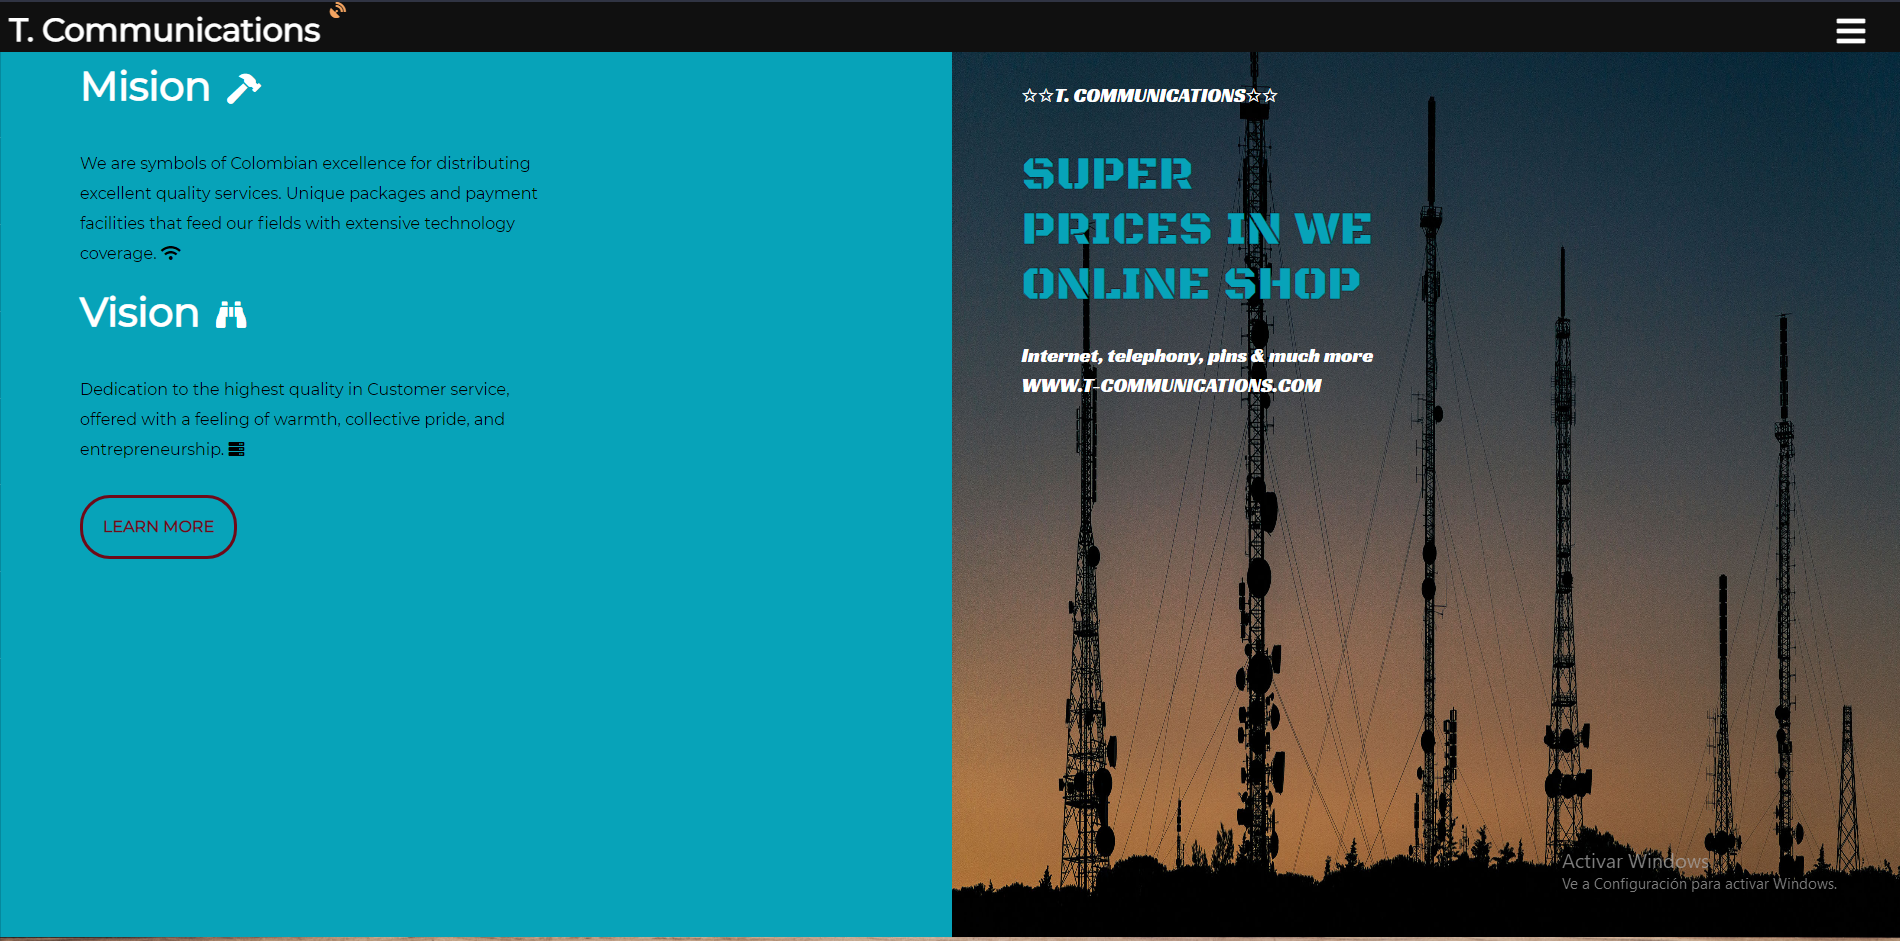 T. Communications
Mision
We are symbols of Colombian excellence for distributing
excellent quality services. Unique packages and payment
facilities that feed our fields with extensive technology
coverage.
Vision
Dedication to the highest quality in Customer service,
offered with a feeling of warmth, collective pride, and
entrepreneurship.
LEARN MORE
☆☆T. COMMUNICATIONS☆☆
SUPER
PRICES IN WE
ONLINE SHOP
Internet, telephony, pins & much more
WWW.T-COMMUNICATIONS.COM
Activar Windows
Ve a Configuración para activar Windows.